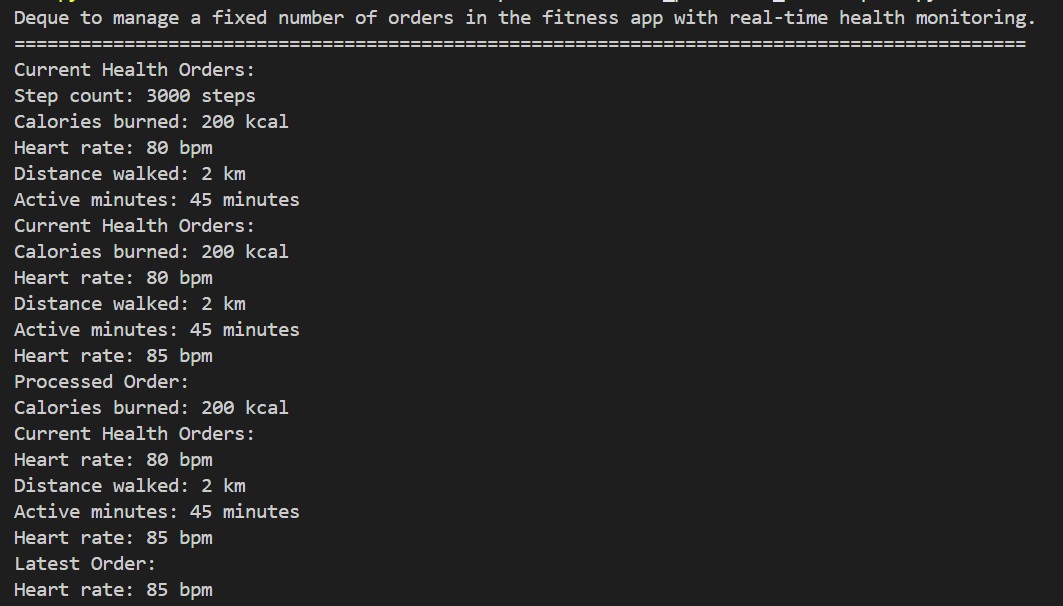 Deque to manage a fixed number of orders in the fitness app with real-time health monitoring.
============================================================================================
Current Health Orders:
Step count: 3000 steps
Calories burned: 200 kcal
Heart rate: 80 bpm
Distance walked: 2 km
Active minutes: 45 minutes
Current Health Orders:
Calories burned: 200 kcal
Heart rate: 80 bpm
Distance walked: 2 km
Active minutes: 45 minutes
Heart rate: 85 bpm
Processed Order:
Calories burned: 200 kcal
Current Health Orders:
Heart rate: 80 bpm
Distance walked: 2 km
Active minutes: 45 minutes
Heart rate: 85 bpm
Latest Order:
Heart rate: 85 bpm